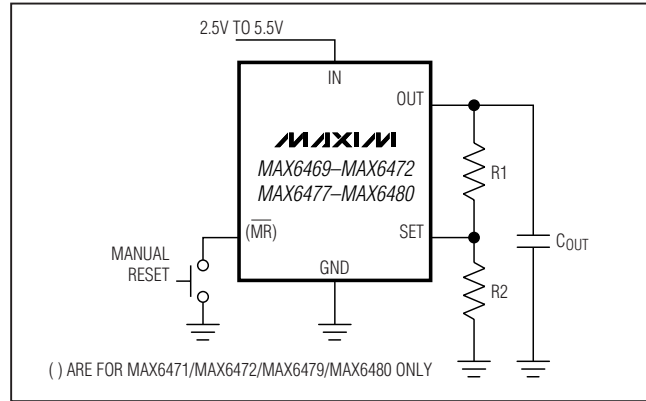 2.5V TO 5.5V
IN
OUT
MAXIM
MAX6469–MAX6472
MAX6477–MAX6480
R1
(M̅R̅)
SET
COUT
MANUAL
RESET
GND
R2
( ) ARE FOR MAX6471/MAX6472/MAX6479/MAX6480 ONLY